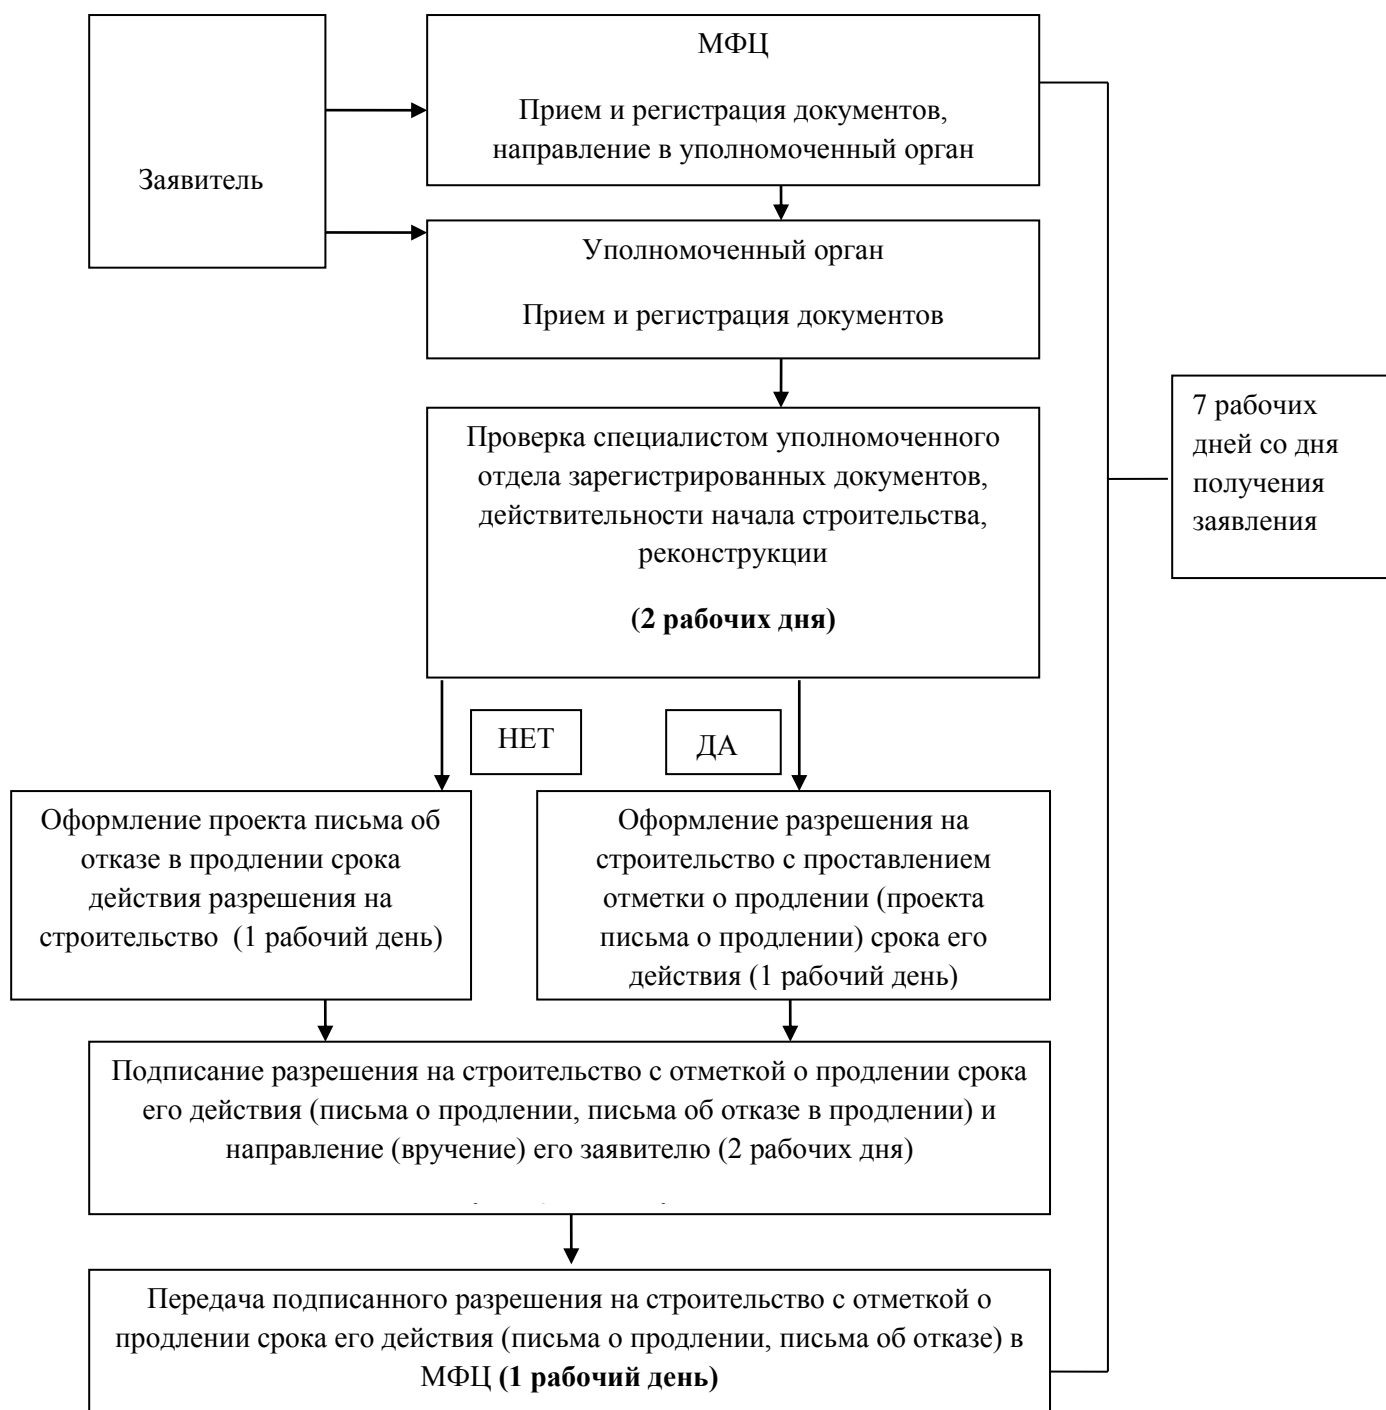 МФЦ
Прием и регистрация документов,
направление в уполномоченный орган
Заявитель
Уполномоченный орган
Прием и регистрация документов
Проверка специалистом уполномоченного
отдела зарегистрированных документов,
действительности начала строительства,
реконструкции
(2 рабочих дня)
7 рабочих
дней со дня
получения
заявления
НЕТ
ДА
Оформление проекта письма об
отказе в продлении срока
действия разрешения на
строительство (1 рабочий день)
Оформление разрешения на
строительство с проставлением
отметки о продлении (проекта
письма о продлении) срока его
действия (1 рабочий день)
Подписание разрешения на строительство с отметкой о продлении срока
его действия (письма о продлении, письма об отказе в продлении) и
направление (вручение) его заявителю (2 рабочих дня)
Передача подписанного разрешения на строительство с отметкой о
продлении срока его действия (письма о продлении, письма об отказе) в
МФЦ (1 рабочий день)